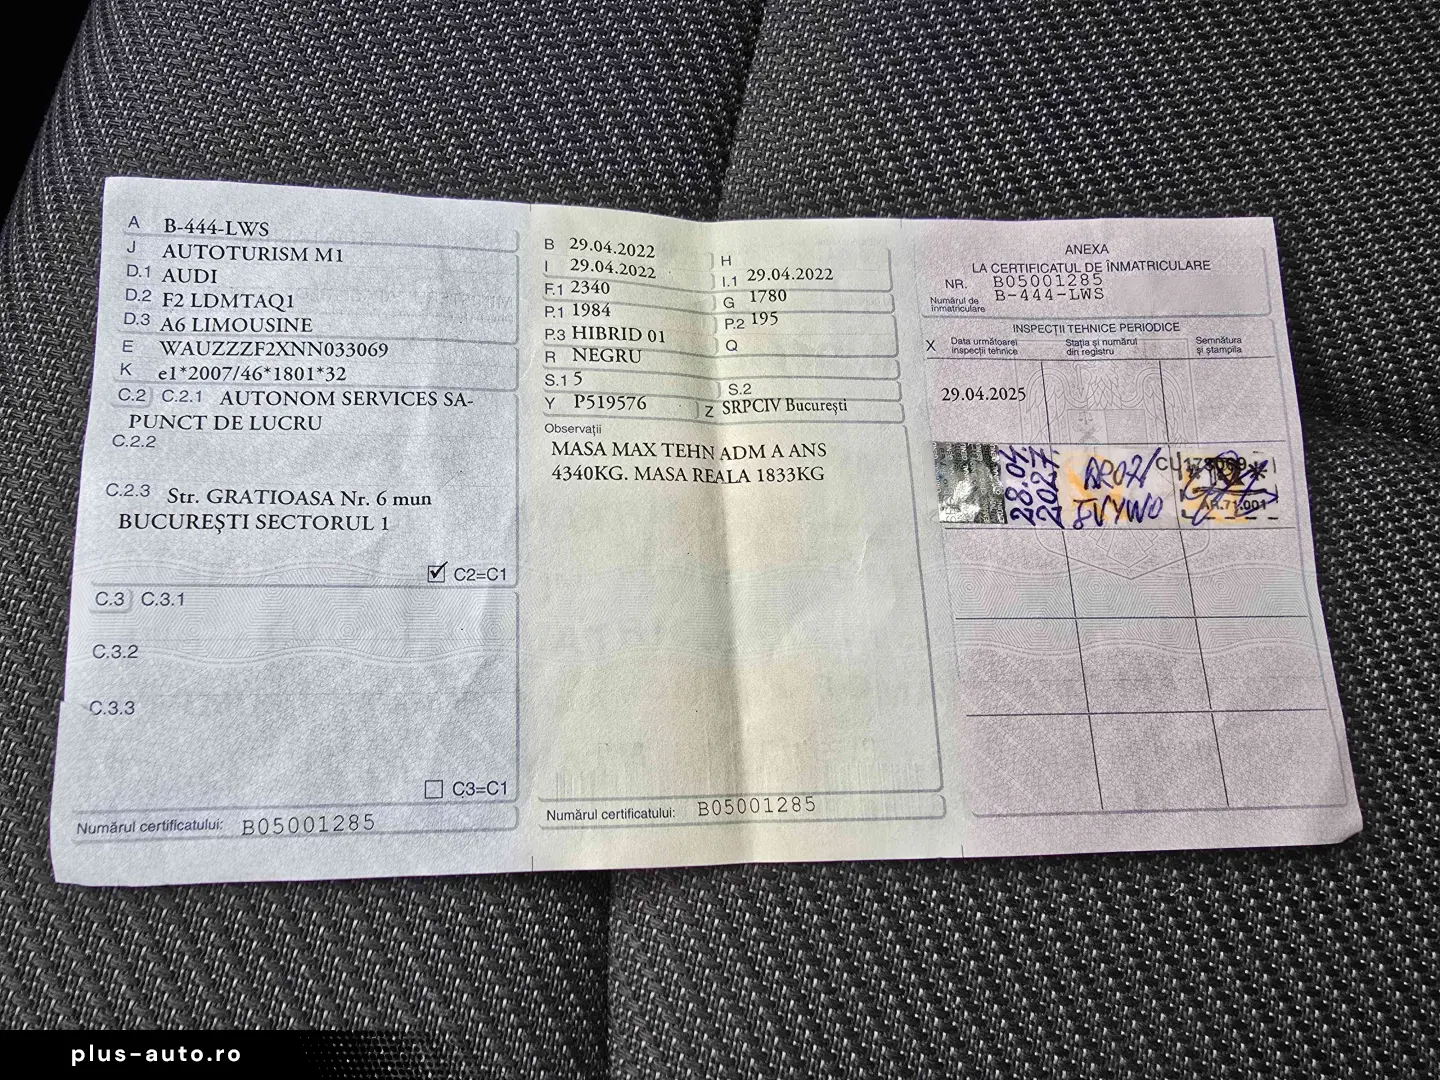 A B-444-LWS
J AUTOTURISM M1
D.1 AUDI
D.2 F2 LDMTAQ1
D.3 A6 LIMOUSINE
E WAUZZZF2XNN033069
K e1*2007/46*1801*32
C.2 C.2.1 AUTONOM SERVICES SA-
PUNCT DE LUCRU
C.2.2
C.2.3 Str. GRATIOASA Nr. 6 mun
BUCUREŞTI SECTORUL 1
C2=C1
C.3 C.3.1
C.3.2
C.3.3
C3=C1
Numărul certificatului: B05001285
B 29.04.2022 H
I 29.04.2022 I.1 29.04.2022
F.1 2340 G 1780
P.1 1984 P.2 195
P.3 HIBRID 01 Q
R NEGRU
S.1 5 S.2
Y P519576 Z SRPCIV Bucureşti
Observaţii
MASA MAX TEHN ADM A ANS
4340KG. MASA REALA 1833KG
Numărul certificatului: B05001285
ANEXA
LA CERTIFICATUL DE ÎNMATRICULARE
NR. B05001285
Numărul de înmatriculare B-444-LWS
INSPECŢII TEHNICE PERIODICE
X Data următoarei inspecţii tehnice Staţia şi numărul din registru Semnătura şi ştampila
29.04.2025
28.04.2027
AR.71.001
plus-auto.ro